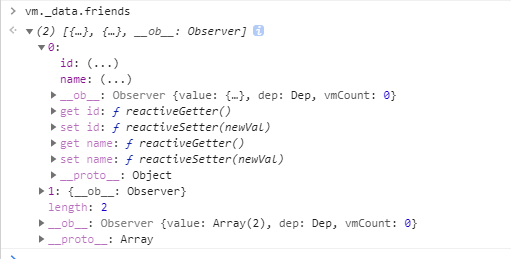 vm._data.friends
(2) [{…}, {…}, __ob__: Observer] i
0:
id: (...)
name: (...)
__ob__: Observer {value: {…}, dep: Dep, vmCount: 0}
get id: ƒ reactiveGetter()
set id: ƒ reactiveSetter(newVal)
get name: ƒ reactiveGetter()
set name: ƒ reactiveSetter(newVal)
__proto__: Object
1: {__ob__: Observer}
length: 2
__ob__: Observer {value: Array(2), dep: Dep, vmCount: 0}
__proto__: Array